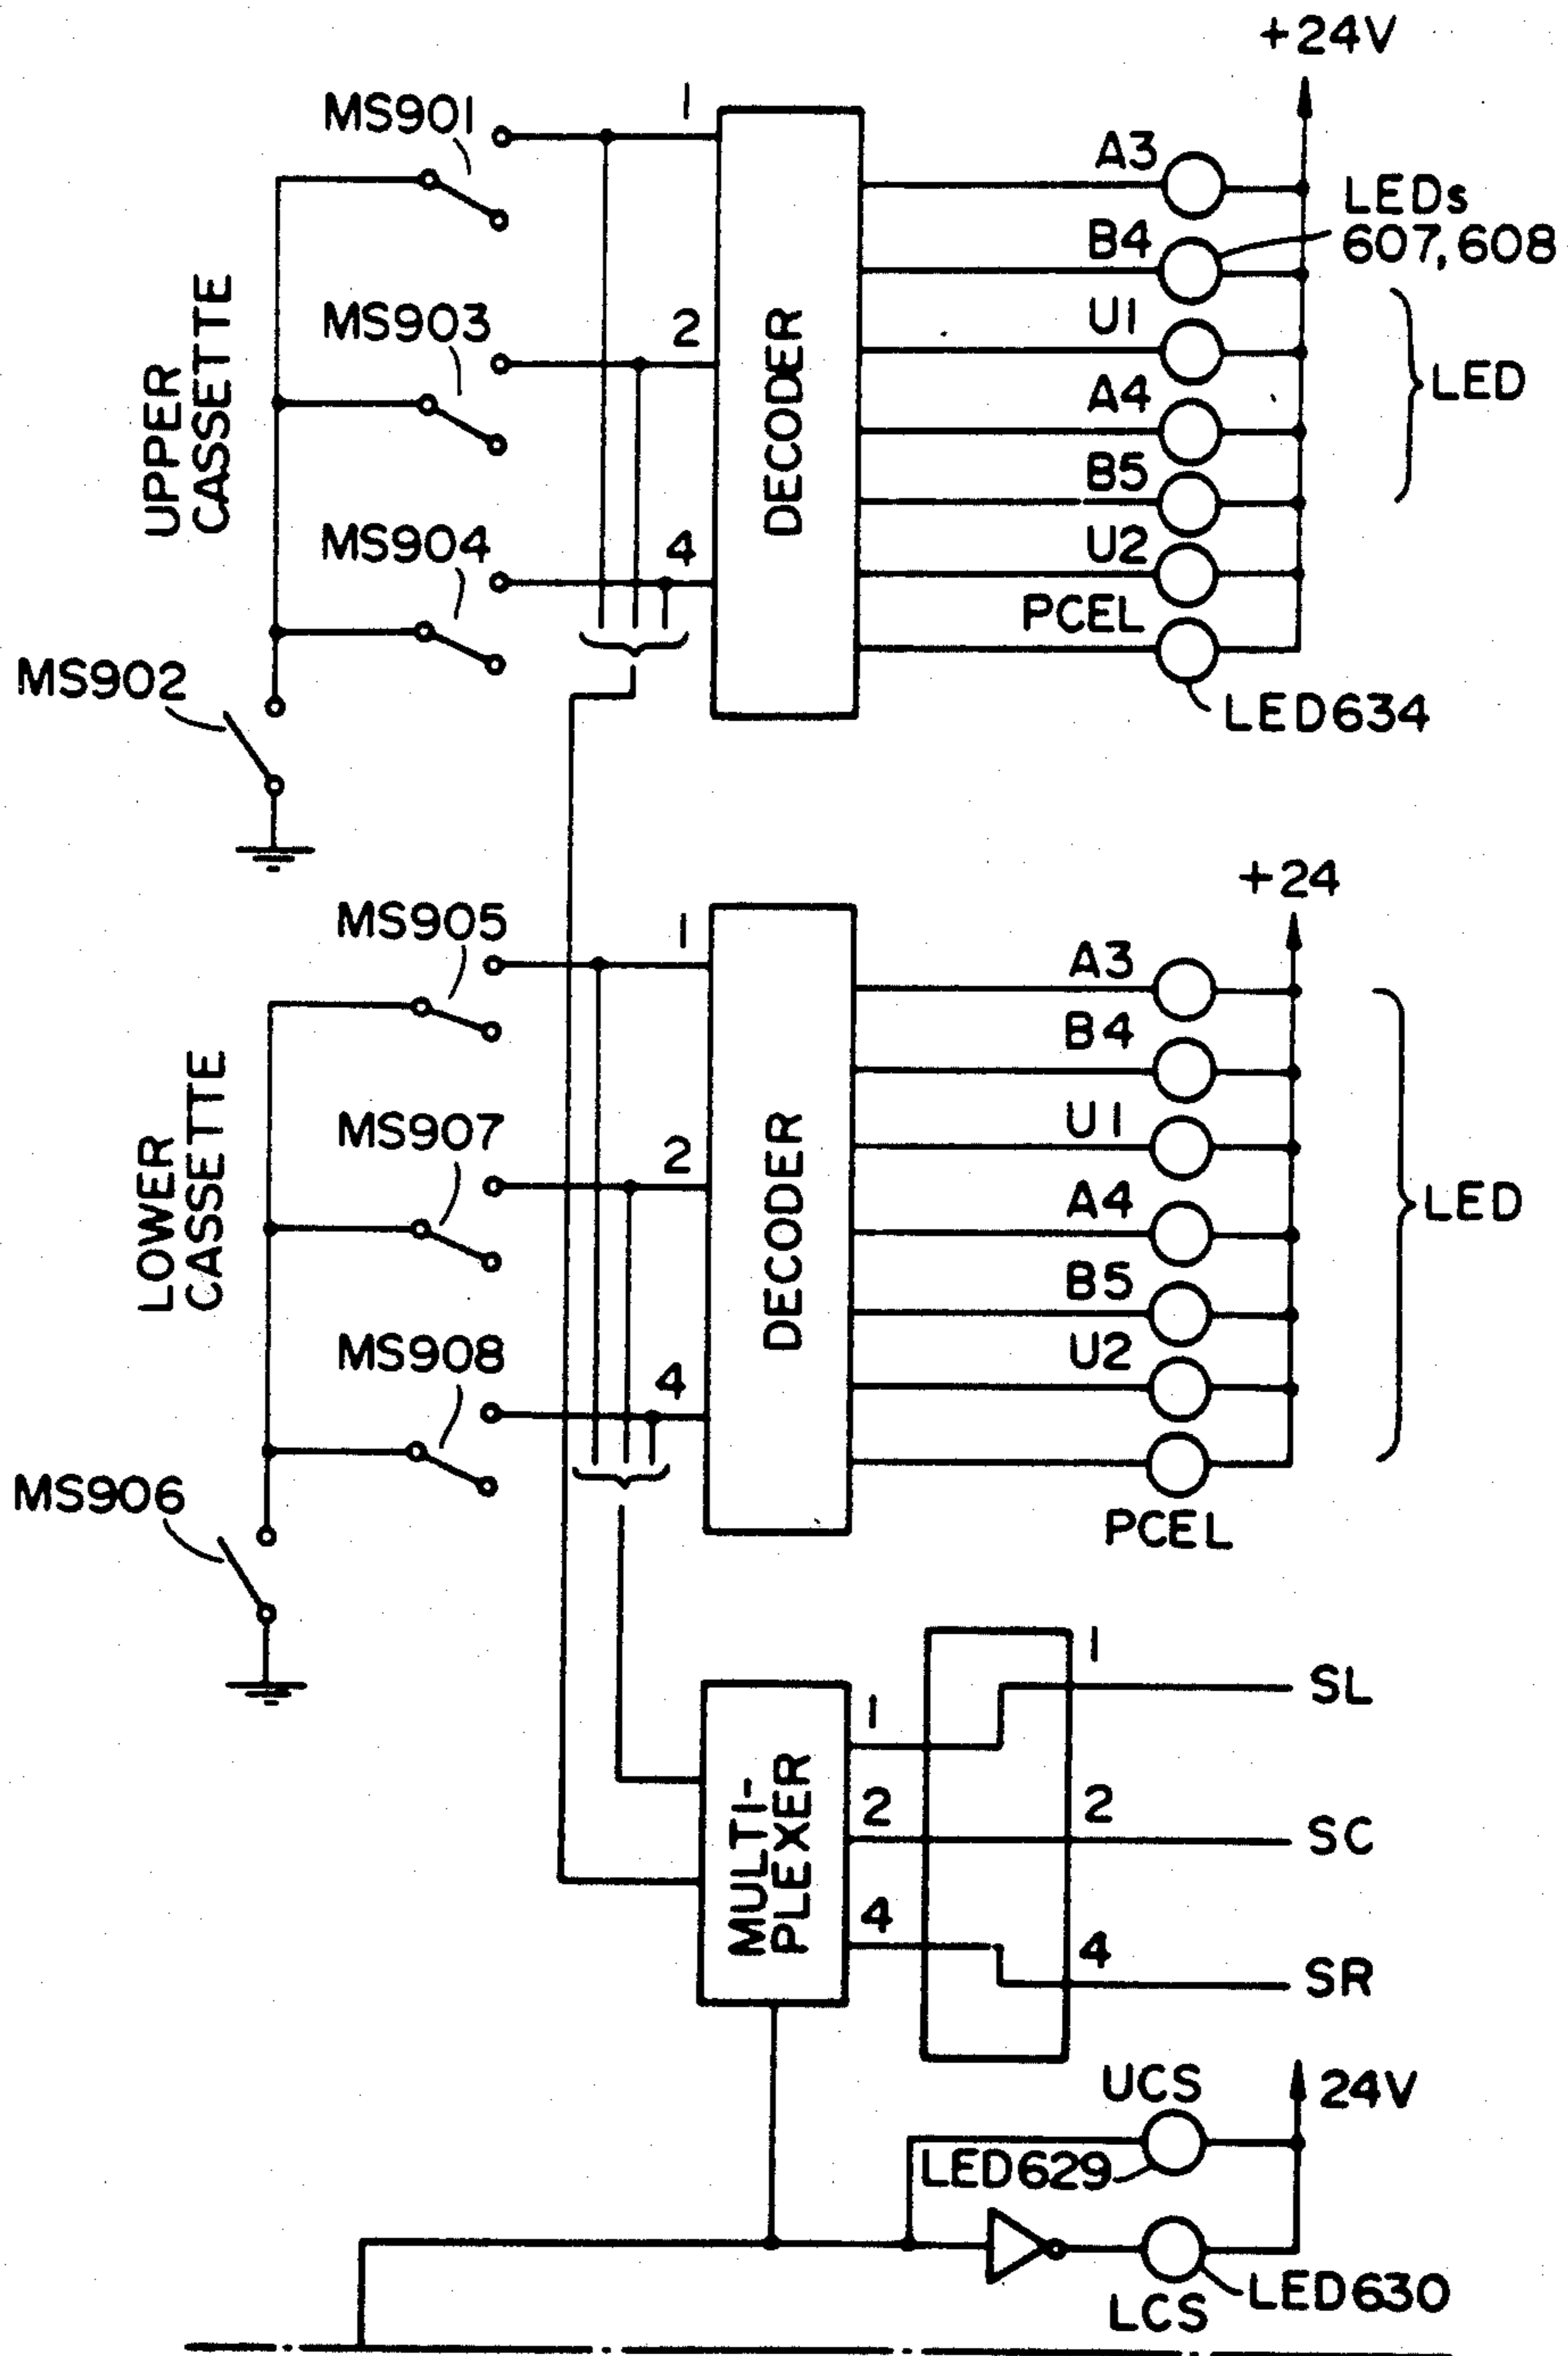 +24V
MS901
1
A3
LEDs
607,608
B4
MS903
2
U1
LED
A4
UPPER
CASSETTE
DECODER
B5
MS904
4
U2
PCEL
MS902
LED634
+24
MS905
1
A3
B4
MS907
2
U1
LOWER
CASSETTE
DECODER
A4
LED
B5
MS908
4
U2
MS906
PCEL
1
SL
1
MULTI-
PLEXER
2
2
SC
4
4
SR
UCS
24V
LED629
LED630
LCS